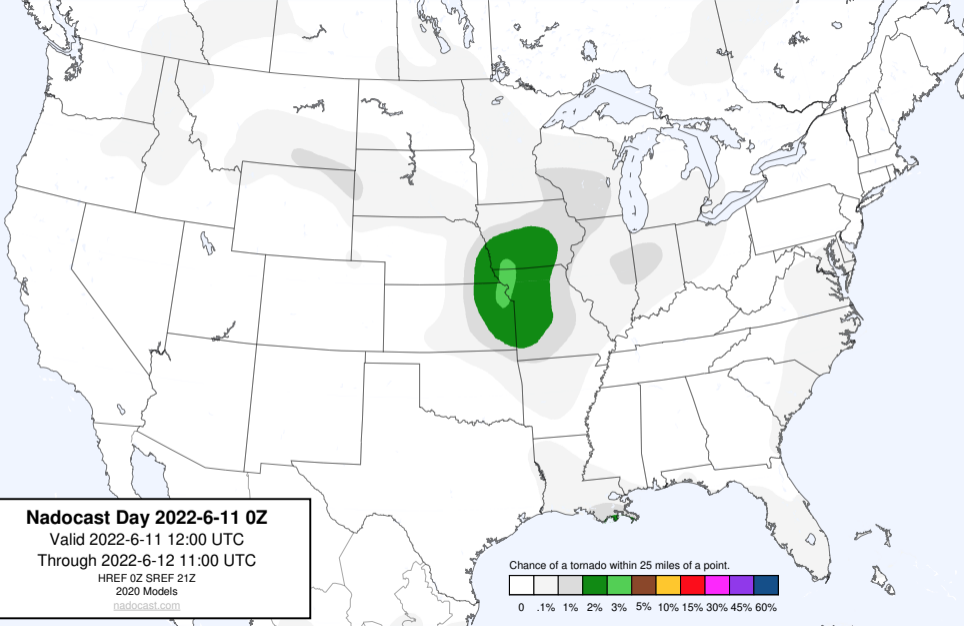 Nadocast Day 2022-6-11 0Z
Valid 2022-6-11 12:00 UTC
Through 2022-6-12 11:00 UTC
HREF 0Z SREF 21Z
2020 Models
nadocast.com
Chance of a tornado within 25 miles of a point.
0 .1% 1% 2% 3% 5% 10% 15% 30% 45% 60%